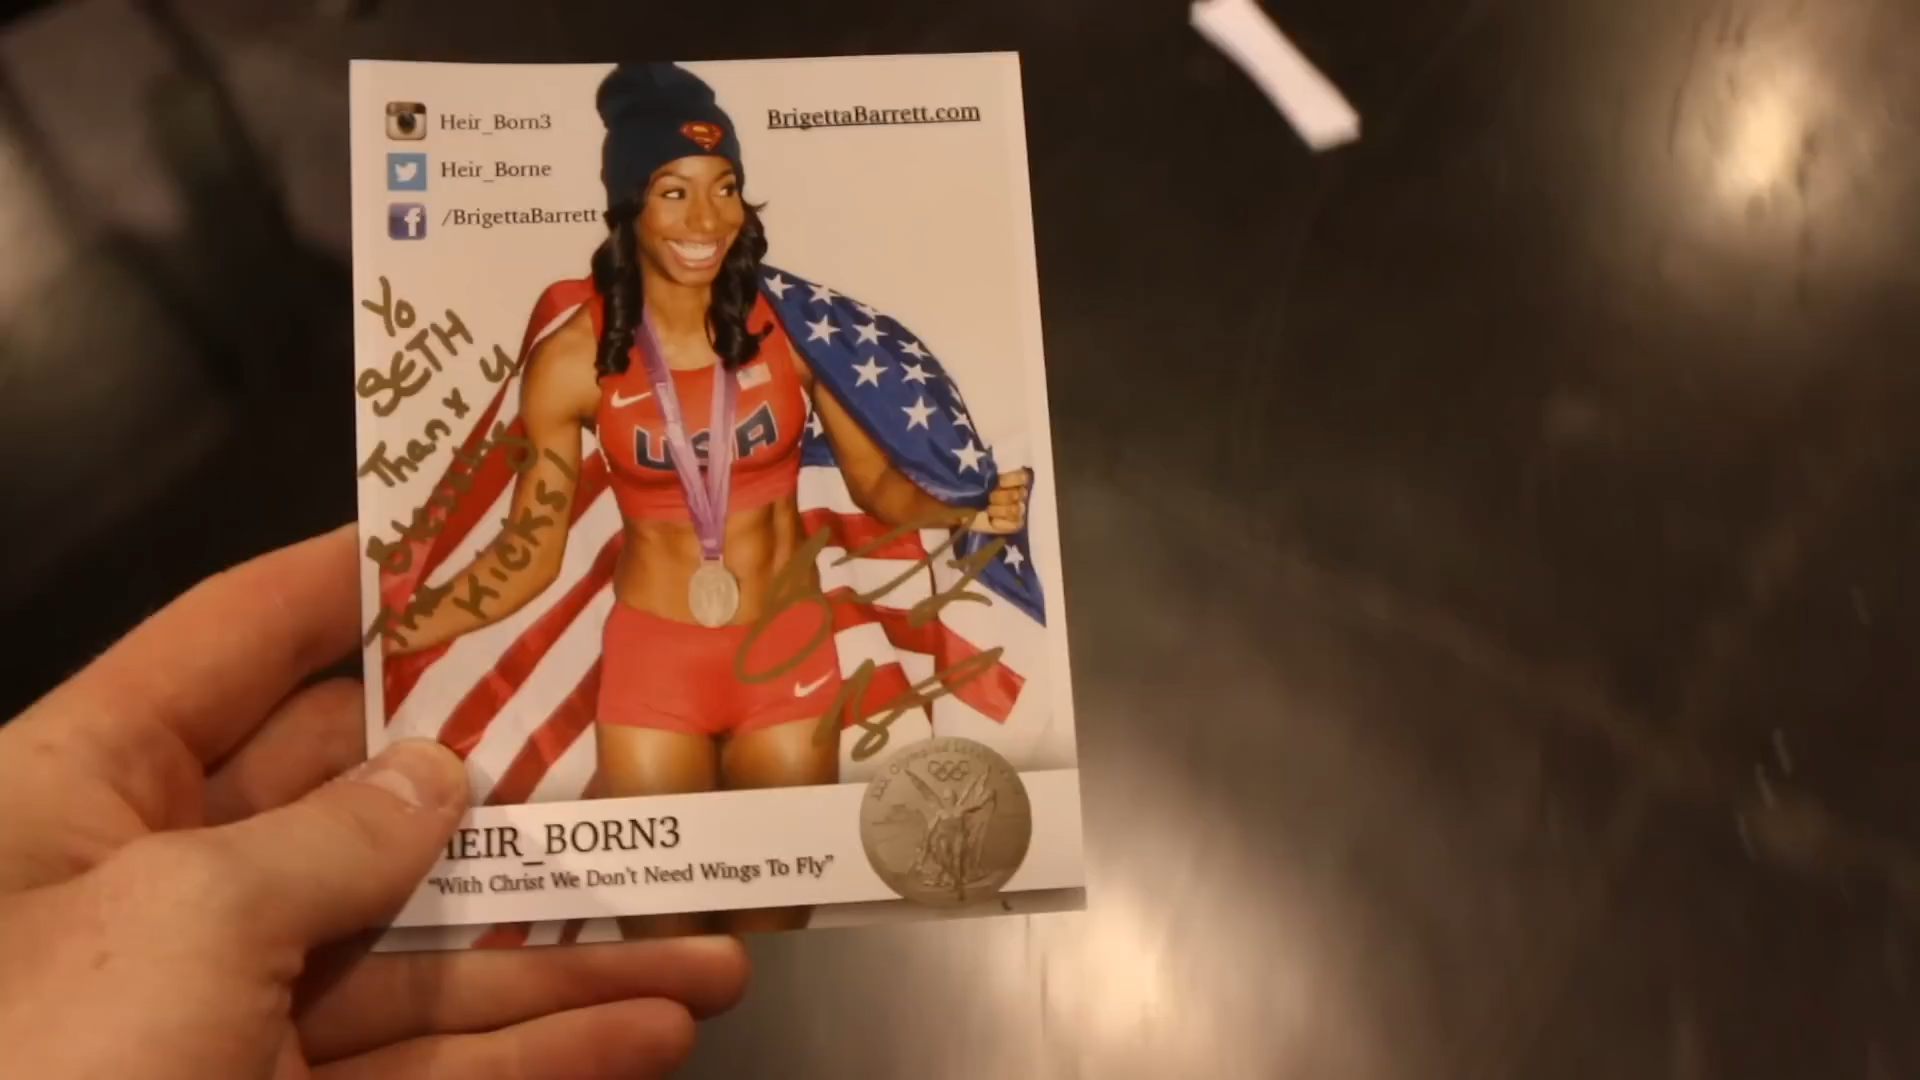 Heir_Born3
Heir_Borne
/BrigettaBarrett
BrigettaBarrett.com
Yo
SETH
Thanx u
Blessing
The Kicks!
USA
HEIR_BORN3
"With Christ We Don't Need Wings To Fly"